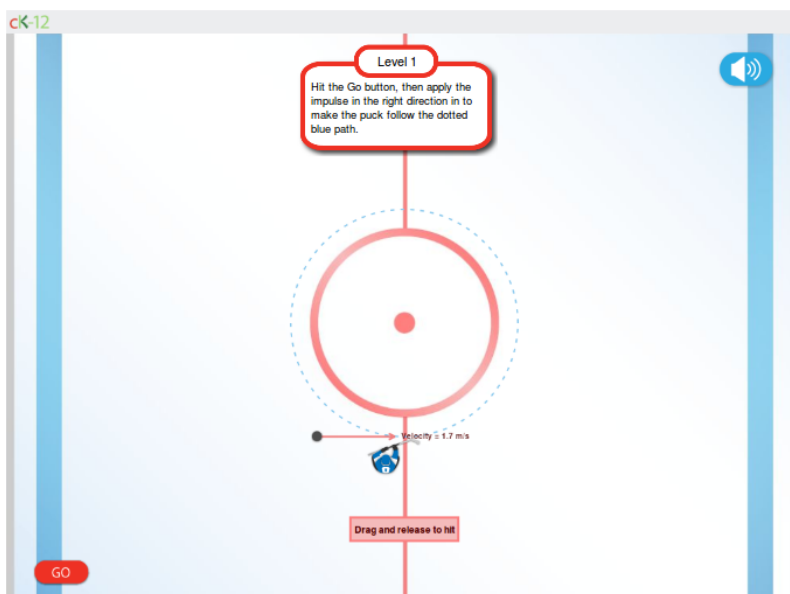 cK-12
Level 1
Hit the Go button, then apply the
impulse in the right direction in to
make the puck follow the dotted
blue path.
Velocity = 1.7 m/s
Drag and release to hit
GO